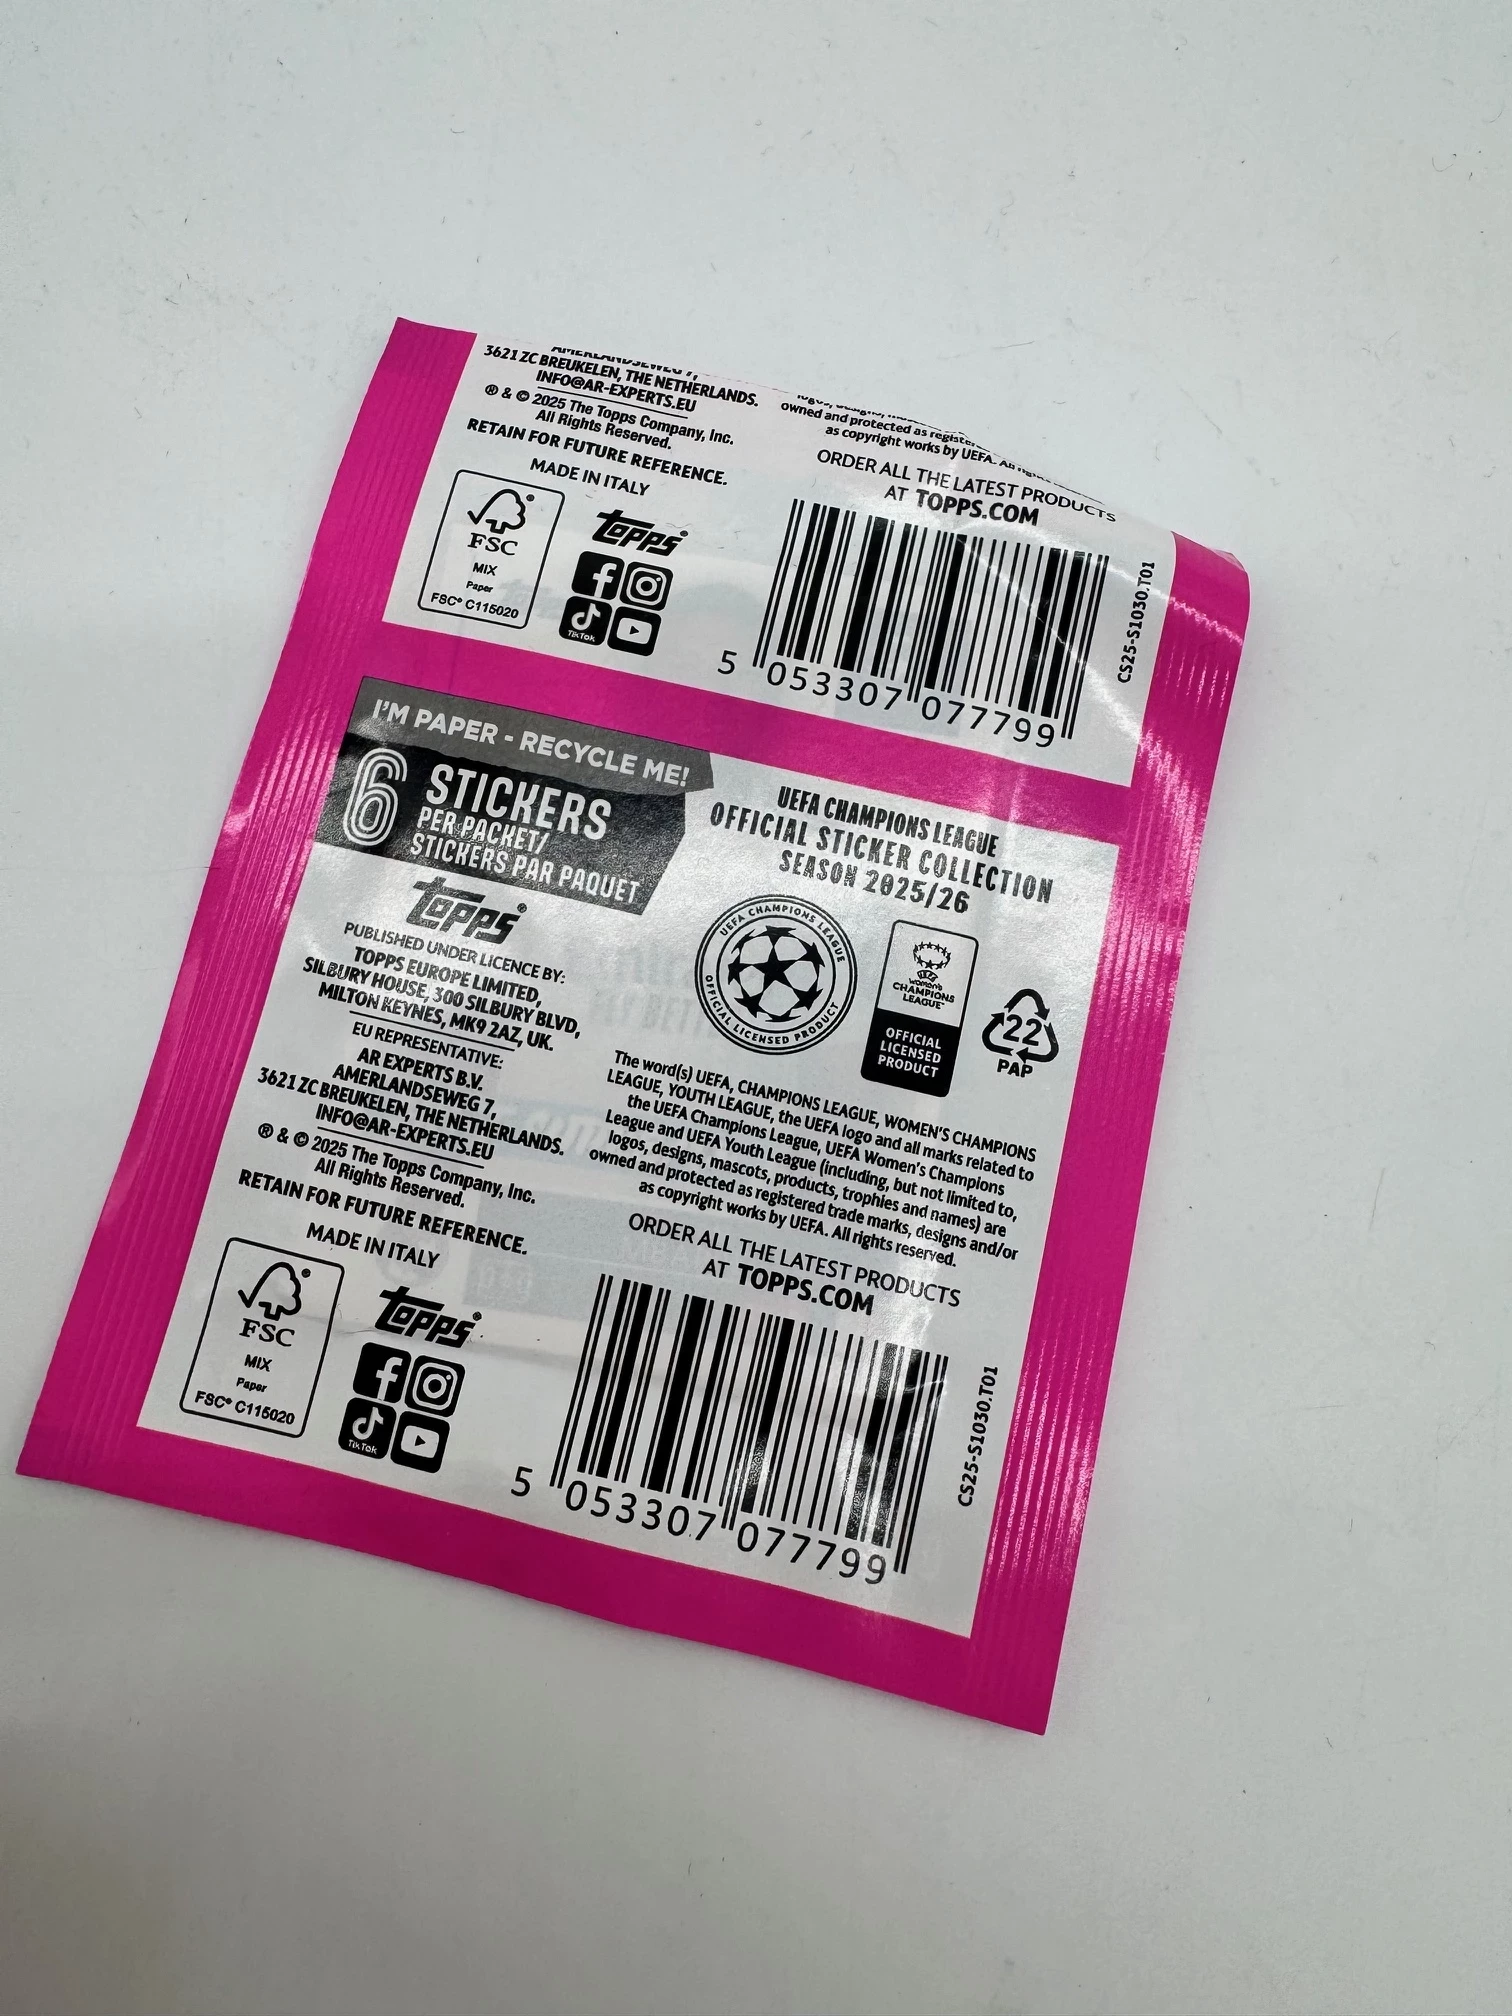 3621 ZC BREUKELEN, THE NETHERLANDS.
INFO@AR-EXPERTS.EU
® & © 2025 The Topps Company, Inc.
All Rights Reserved.
RETAIN FOR FUTURE REFERENCE.
MADE IN ITALY
FSC
MIX
Paper
FSC® C115020
Topps®
TikTok
owned and protected as
as copyright works by UEFA.
ORDER ALL THE LATEST PRODUCTS
AT TOPPS.COM
5 053307 077799
CS25-S1030.T01
I'M PAPER - RECYCLE ME!
6 STICKERS
PER PACKET/
STICKERS PAR PAQUET
Topps®
PUBLISHED UNDER LICENCE BY:
TOPPS EUROPE LIMITED,
SILBURY HOUSE, 300 SILBURY BLVD,
MILTON KEYNES, MK9 2AZ, UK.
EU REPRESENTATIVE:
AR EXPERTS B.V.
AMERLANDSEWEG 7,
3621 ZC BREUKELEN, THE NETHERLANDS.
INFO@AR-EXPERTS.EU
® & © 2025 The Topps Company, Inc.
All Rights Reserved.
RETAIN FOR FUTURE REFERENCE.
MADE IN ITALY
FSC®
MIX
Paper
FSC® C115020
Topps®
TikTok
UEFA CHAMPIONS LEAGUE
OFFICIAL STICKER COLLECTION
SEASON 2025/26
UEFA CHAMPIONS LEAGUE
OFFICIAL LICENSED PRODUCT
UEFA
Women's
CHAMPIONS
LEAGUE™
OFFICIAL
LICENSED
PRODUCT
22
PAP
The word(s) UEFA, CHAMPIONS LEAGUE, WOMEN'S CHAMPIONS
LEAGUE, YOUTH LEAGUE, the UEFA logo and all marks related to
the UEFA Champions League, UEFA Women's Champions
League and UEFA Youth League (including, but not limited to,
logos, designs, mascots, products, trophies and names) are
owned and protected as registered trade marks, designs and/or
as copyright works by UEFA. All rights reserved.
ORDER ALL THE LATEST PRODUCTS
AT TOPPS.COM
5 053307 077799
CS25-S1030.T01